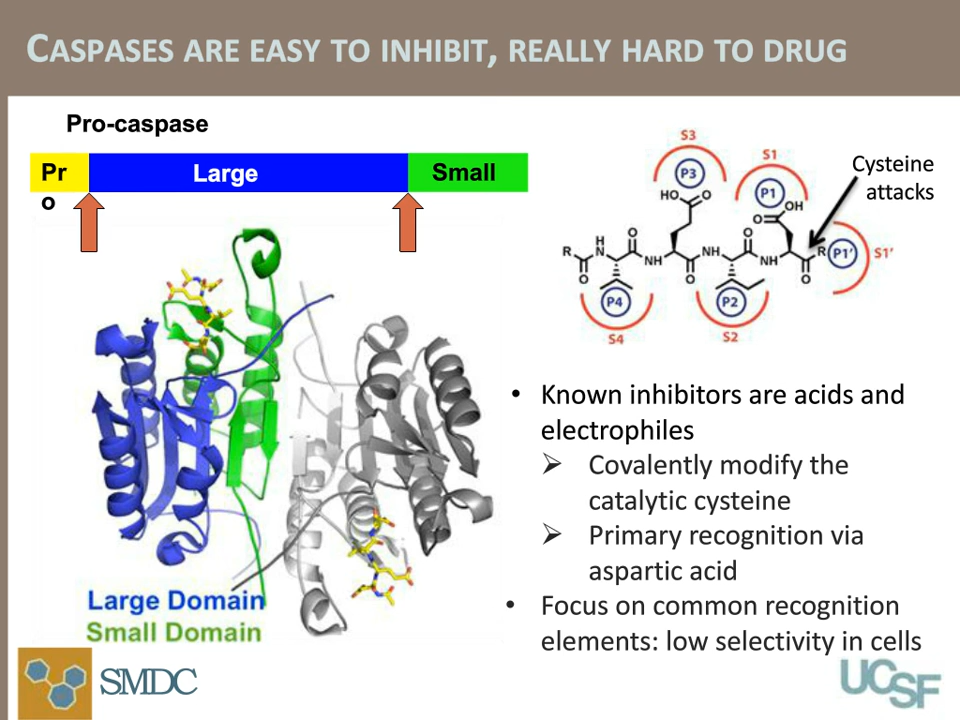 CASPASES ARE EASY TO INHIBIT, REALLY HARD TO DRUG
Pro-caspase
Pr
o
Large
Small
S3
P3
S1
P1
Cysteine
attacks
HO
O
O
OH
H
N
O
O
R
NH
O
NH
O
NH
O
R
P1'
S1'
O
P4
P2
S4
S2
• Known inhibitors are acids and
electrophiles
➢ Covalently modify the
catalytic cysteine
➢ Primary recognition via
aspartic acid
• Focus on common recognition
elements: low selectivity in cells
Large Domain
Small Domain
SMDC
UCSF